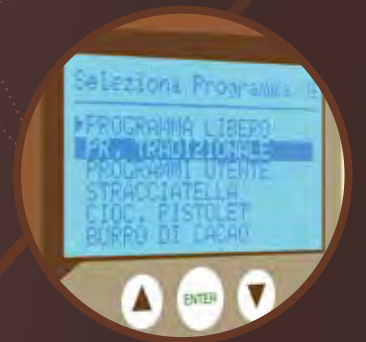 Seleziona Programma
PROGRAMMA LIBERO
PR. TRADIZIONALE
PROGRAMMI UTENTE
STRACCIATELLA
CIOC. PISTOLET
BURRO DI CACAO
ENTER